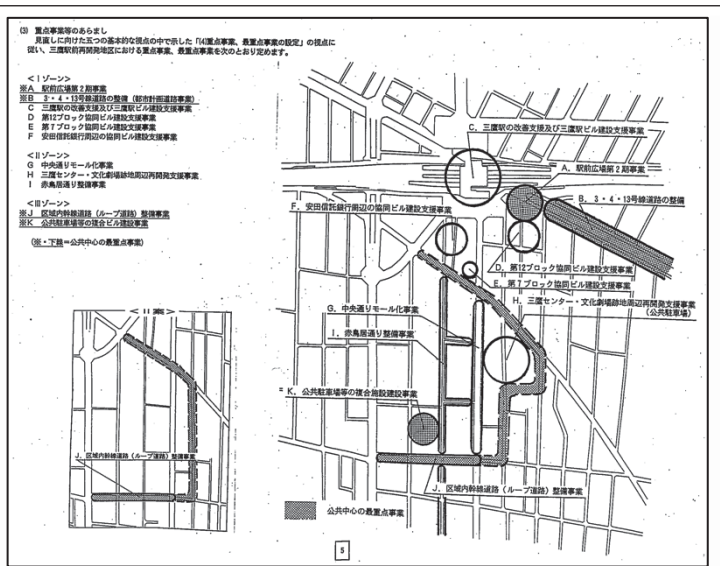 (3) 重点事業等のあらまし
見直しに向けた五つの基本的な視点の中で示した「(4)重点事業、最重点事業の設定」の視点に
従い、三鷹駅前再開発地区における重点事業、最重点事業を次のとおり定めます。
<Ⅰゾーン>
※A 駅前広場第2期事業
※B 3・4・13号線道路の整備(都市計画道路事業)
C 三鷹駅の改善支援及び三鷹駅ビル建設支援事業
D 第12ブロック協同ビル建設支援事業
E 第7ブロック協同ビル建設支援事業
F 安田信託銀行周辺の協同ビル建設支援事業
<Ⅱゾーン>
G 中央通りモール化事業
H 三鷹センター・文化劇場跡地周辺再開発支援事業
I 赤鳥居通り整備事業
<Ⅲゾーン>
※J 区域内幹線道路(ループ道路)整備事業
※K 公共駐車場等の複合ビル建設事業
(※・下線=公共中心の最重点事業)
C．三鷹駅の改善支援及び三鷹駅ビル建設支援事業
A．駅前広場第2期事業
B．3・4・13号線道路の整備
F．安田信託銀行周辺の協同ビル建設支援事業
D．第12ブロック協同ビル建設支援事業
E．第7ブロック協同ビル建設支援事業
H．三鷹センター・文化劇場跡地周辺再開発支援事業
(公共駐車場)
G．中央通りモール化事業
I．赤鳥居通り整備事業
K．公共駐車場等の複合施設建設事業
J．区域内幹線道路(ループ道路)整備事業
J．区域内幹線道路(ループ道路)整備事業
公共中心の最重点事業
5